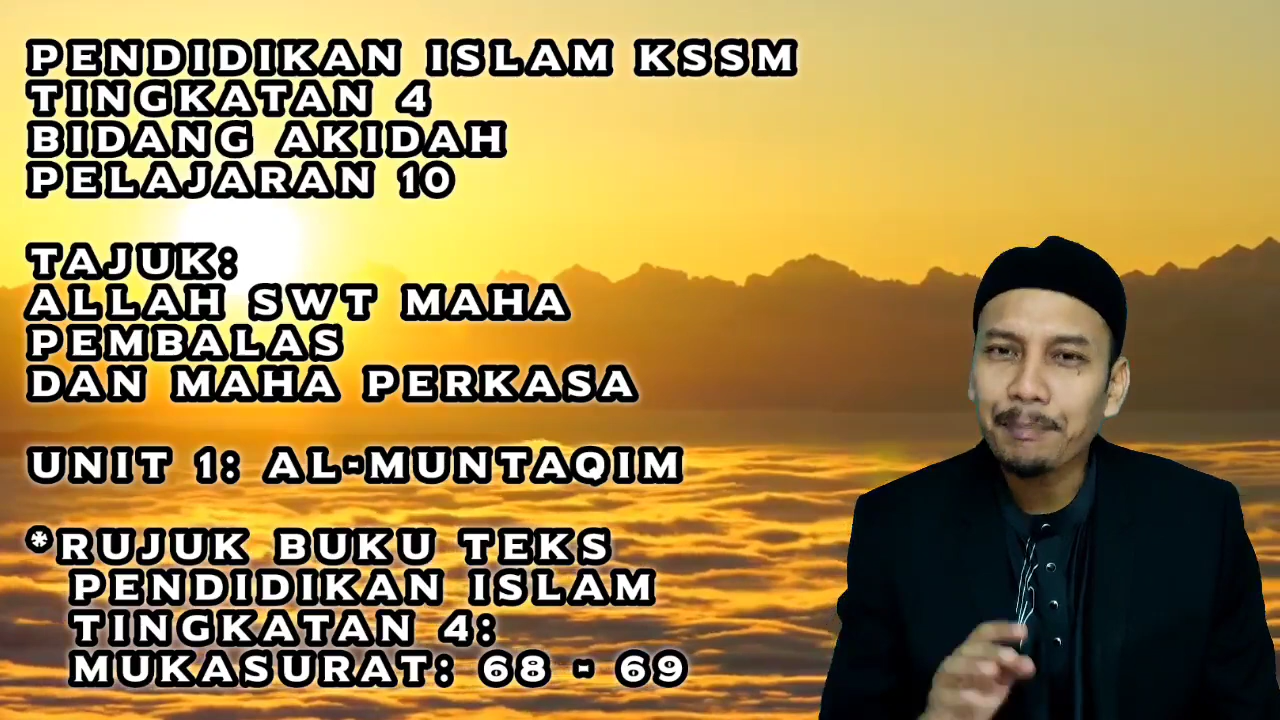 PENDIDIKAN ISLAM KSSM
TINGKATAN 4
BIDANG AKIDAH
PELAJARAN 10
TAJUK:
ALLAH SWT MAHA
PEMBALAS
DAN MAHA PERKASA
UNIT 1: AL-MUNTAQIM
*RUJUK BUKU TEKS
PENDIDIKAN ISLAM
TINGKATAN 4:
MUKASURAT: 68 - 69